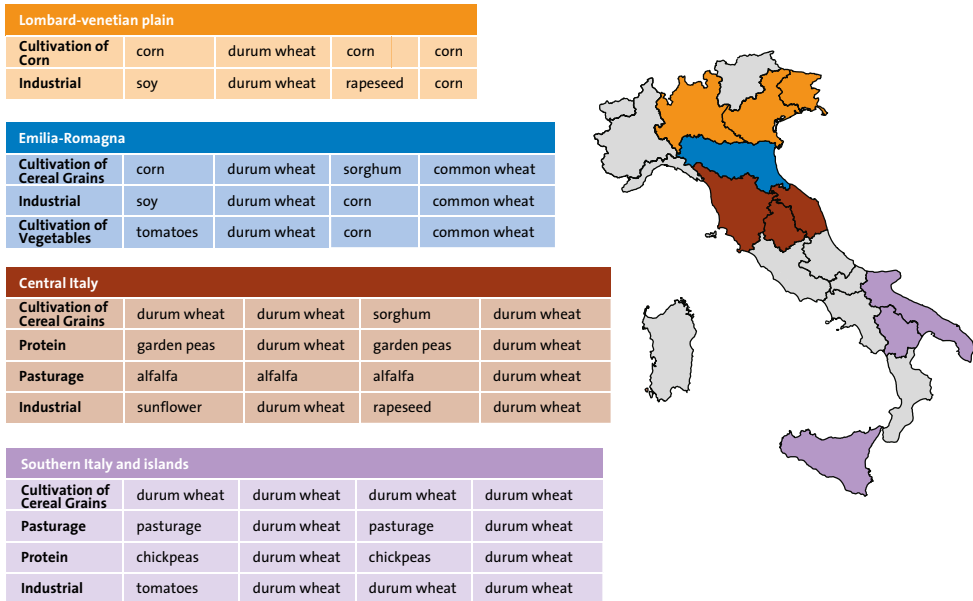 Lombard-venetian plain
Cultivation of Corn corn durum wheat corn corn
Industrial soy durum wheat rapeseed corn
Emilia-Romagna
Cultivation of Cereal Grains corn durum wheat sorghum common wheat
Industrial soy durum wheat corn common wheat
Cultivation of Vegetables tomatoes durum wheat corn common wheat
Central Italy
Cultivation of Cereal Grains durum wheat durum wheat sorghum durum wheat
Protein garden peas durum wheat garden peas durum wheat
Pasturage alfalfa alfalfa alfalfa durum wheat
Industrial sunflower durum wheat rapeseed durum wheat
Southern Italy and islands
Cultivation of Cereal Grains durum wheat durum wheat durum wheat durum wheat
Pasturage pasturage durum wheat pasturage durum wheat
Protein chickpeas durum wheat chickpeas durum wheat
Industrial tomatoes durum wheat durum wheat durum wheat